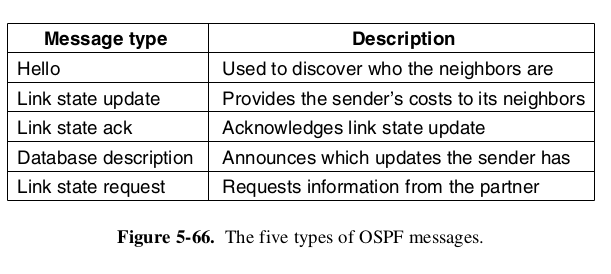 Message type Description
Hello Used to discover who the neighbors are
Link state update Provides the sender's costs to its neighbors
Link state ack Acknowledges link state update
Database description Announces which updates the sender has
Link state request Requests information from the partner
Figure 5-66. The five types of OSPF messages.